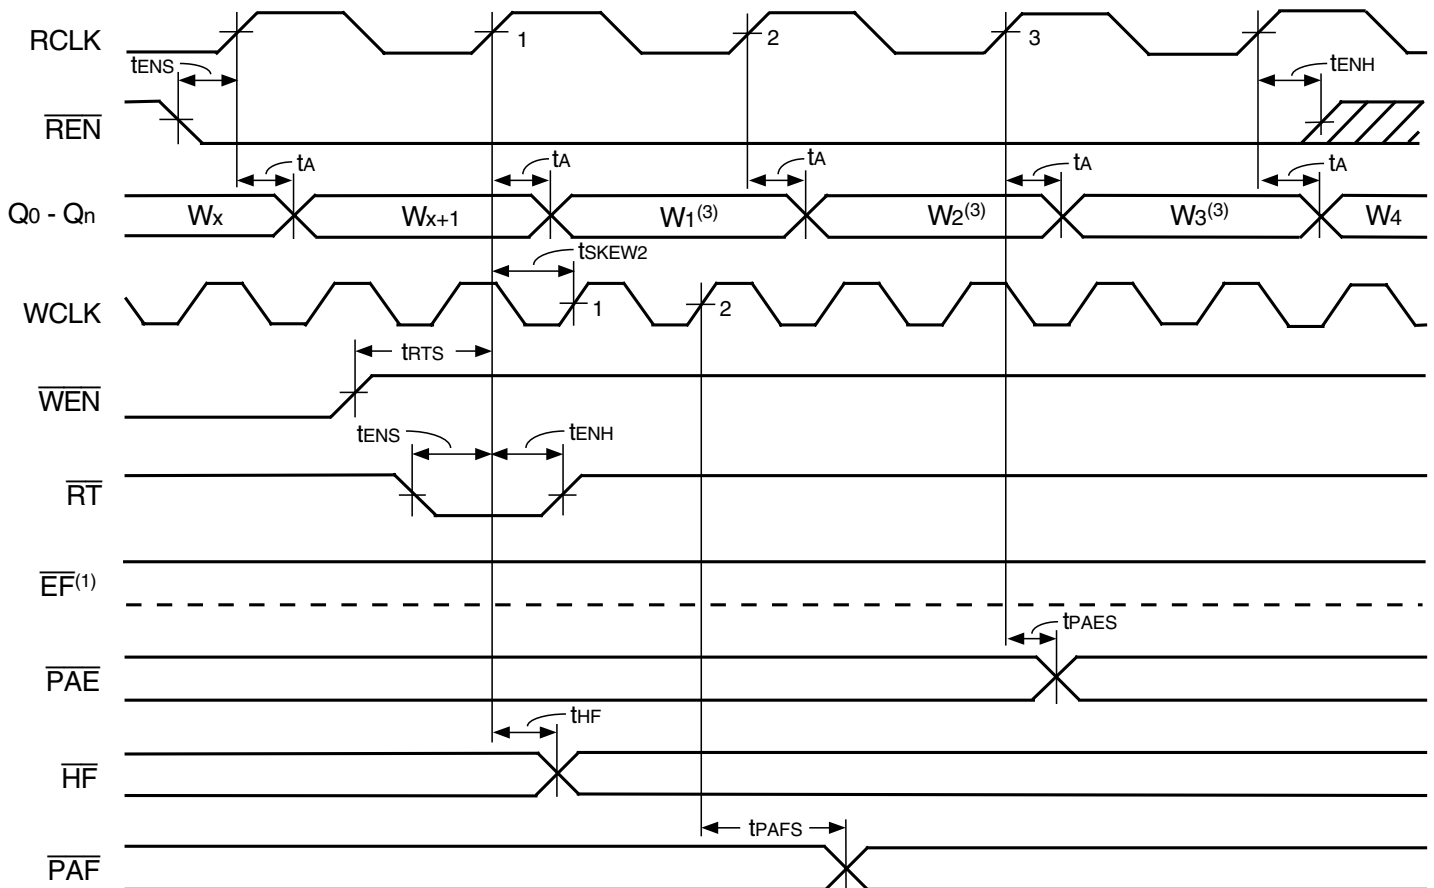 RCLK
1
2
3
tENS
tENH
REN
tA
tA
tA
tA
tA
Q0 - Qn
Wx
Wx+1
W1(3)
W2(3)
W3(3)
W4
tSKEW2
WCLK
1
2
tRTS
WEN
tENS
tENH
RT
EF(1)
tPAES
PAE
tHF
HF
tPAFS
PAF